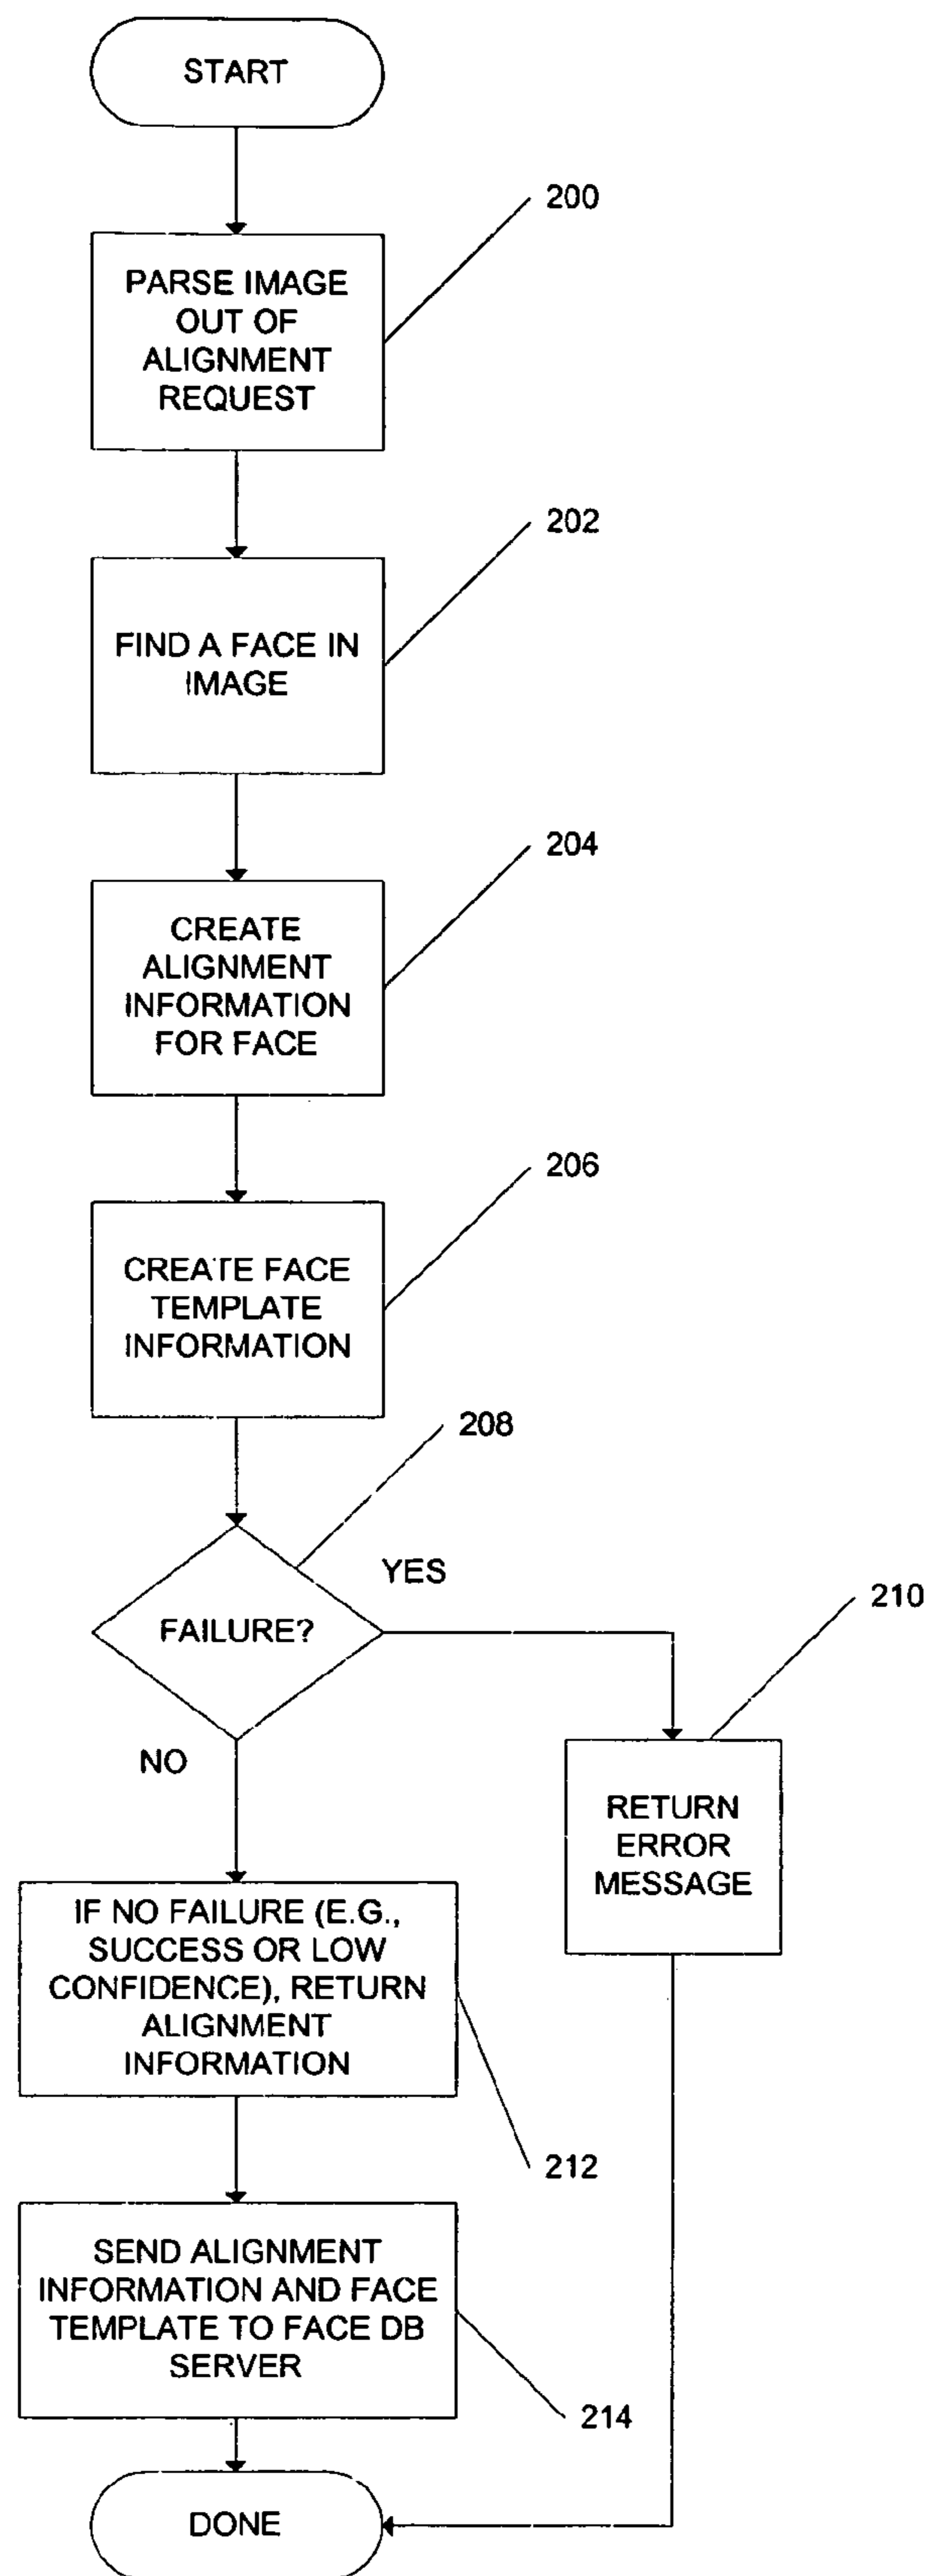 START
200
PARSE IMAGE
OUT OF
ALIGNMENT
REQUEST
202
FIND A FACE IN
IMAGE
204
CREATE
ALIGNMENT
INFORMATION
FOR FACE
206
CREATE FACE
TEMPLATE
INFORMATION
208
YES
FAILURE?
210
NO
RETURN
ERROR
MESSAGE
IF NO FAILURE (E.G.,
SUCCESS OR LOW
CONFIDENCE), RETURN
ALIGNMENT
INFORMATION
212
SEND ALIGNMENT
INFORMATION AND FACE
TEMPLATE TO FACE DB
SERVER
214
DONE